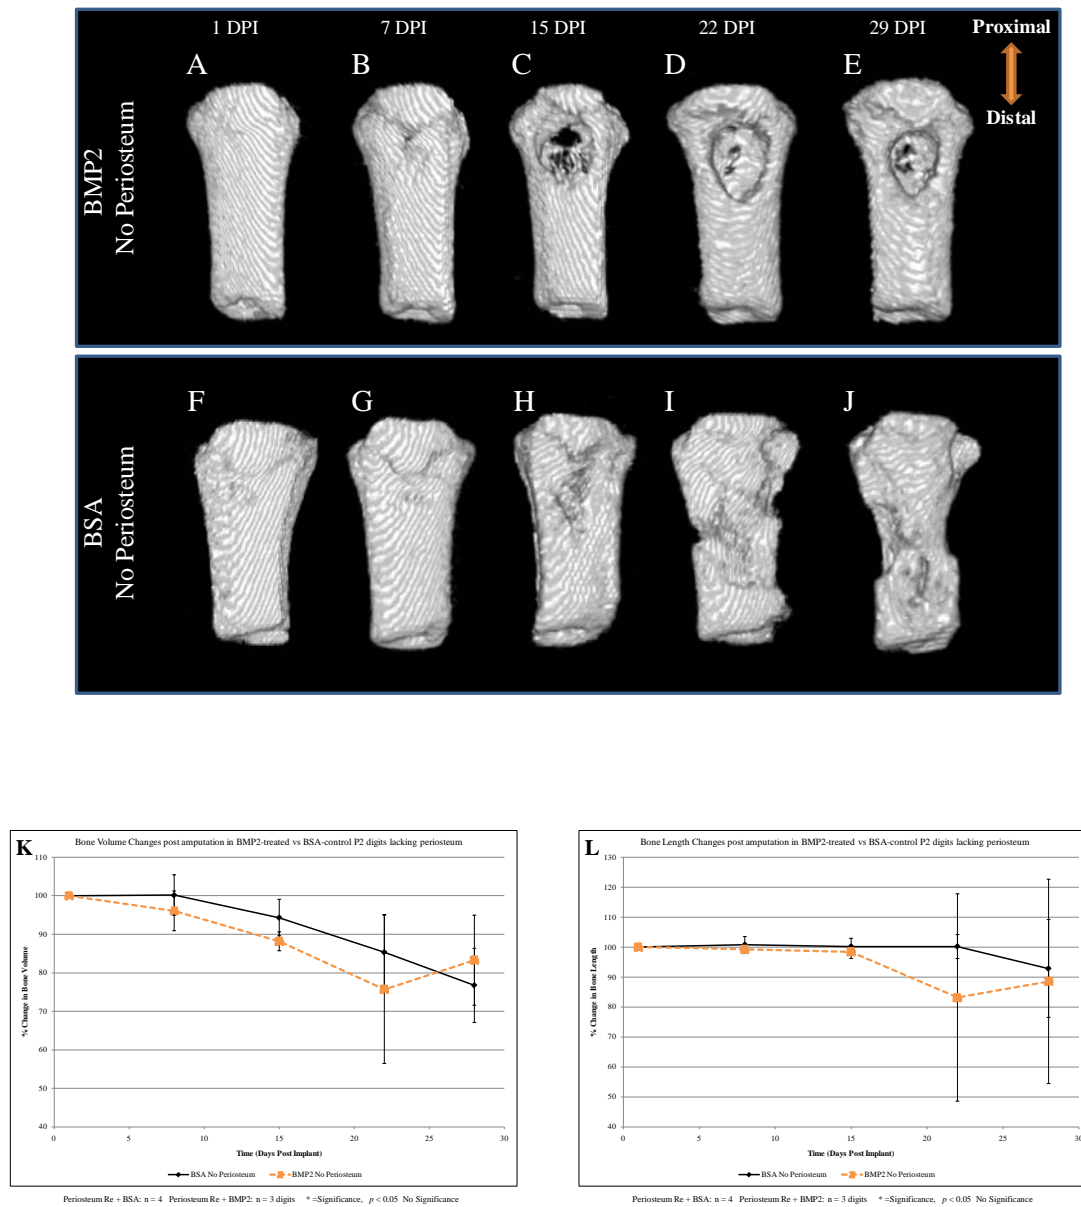 1 DPI 7 DPI 15 DPI 22 DPI 29 DPI Proximal
Distal
A B C D E
BMP2
No Periosteum
F G H I J
BSA
No Periosteum
K
Bone Volume Changes post amputation in BMP2-treated vs BSA-control P2 digits lacking periosteum
110
100
90
80
70
60
50
40
% Change in Bone Volume
0 5 10 15 20 25 30
Time (Days Post Implant)
BSA No Periosteum BMP2 No Periosteum
Periosteum Re + BSA: n = 4 Periosteum Re + BMP2: n = 3 digits * =Significance, p < 0.05 No Significance
L
Bone Length Changes post amputation in BMP2-treated vs BSA-control P2 digits lacking periosteum
130
120
110
100
90
80
70
60
50
40
% Change in Bone Length
0 5 10 15 20 25 30
Time (Days Post Implant)
BSA No Periosteum BMP2 No Periosteum
Periosteum Re + BSA: n = 4 Periosteum Re + BMP2: n = 3 digits * =Significance, p < 0.05 No Significance